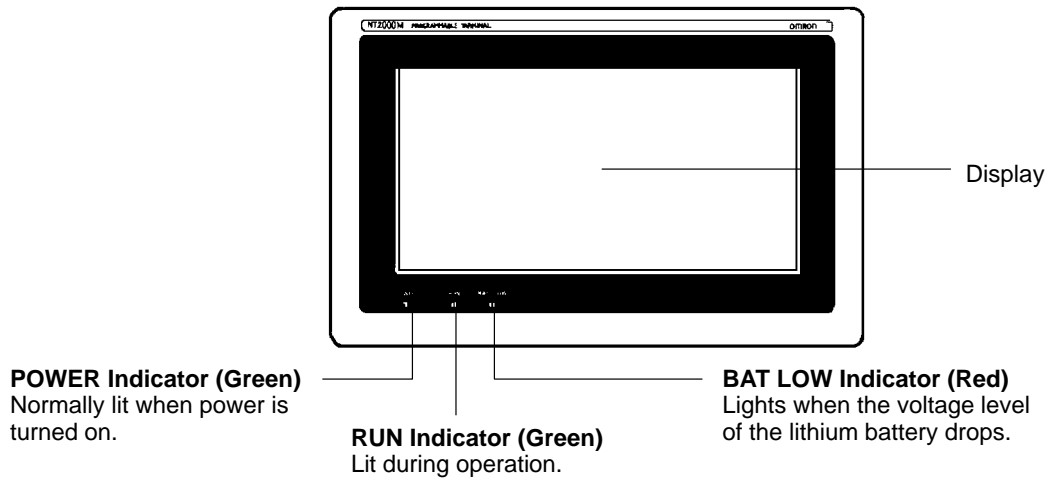 NT2000M PROGRAMMABLE TERMINAL OMRON
Display
POWER Indicator (Green)
Normally lit when power is
turned on.
RUN Indicator (Green)
Lit during operation.
BAT LOW Indicator (Red)
Lights when the voltage level
of the lithium battery drops.